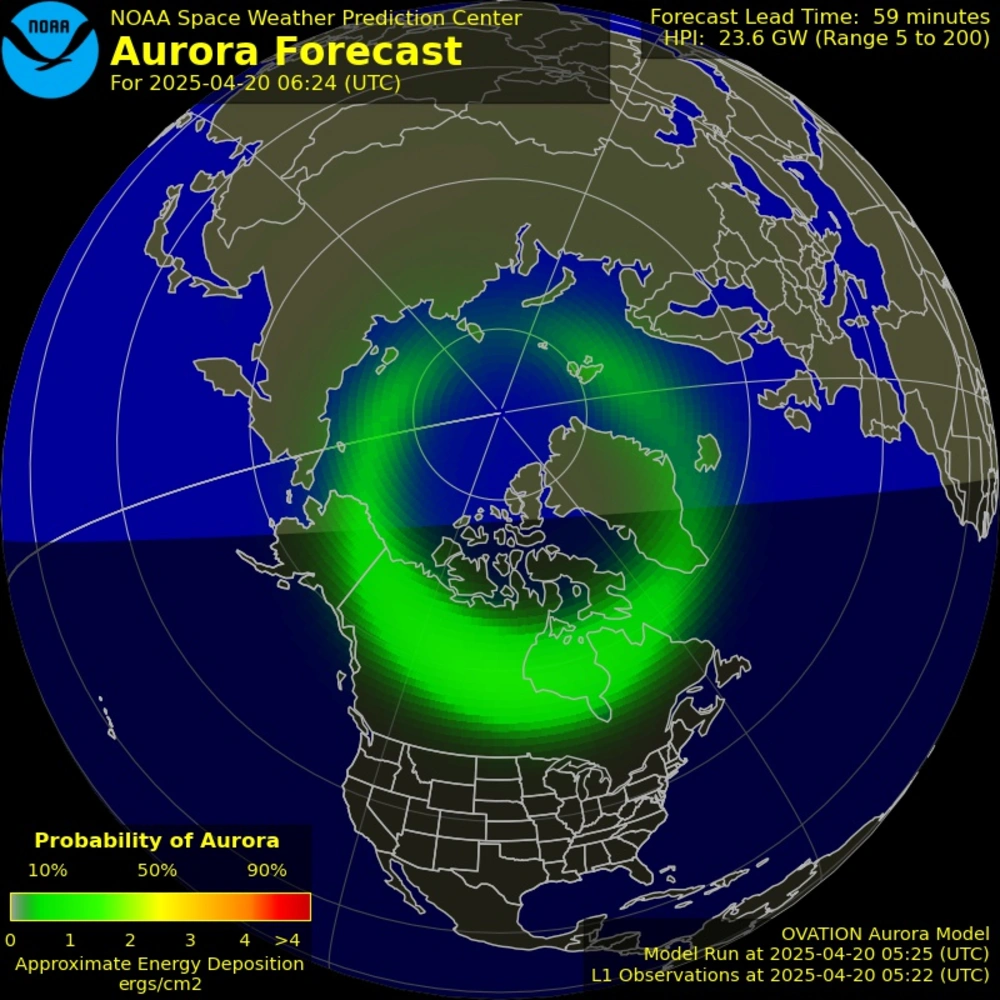 NOAA
NOAA Space Weather Prediction Center
Aurora Forecast
For 2025-04-20 06:24 (UTC)
Forecast Lead Time: 59 minutes
HPI: 23.6 GW (Range 5 to 200)
Probability of Aurora
10% 50% 90%
0 1 2 3 4 >4
Approximate Energy Deposition
ergs/cm2
OVATION Aurora Model
Model Run at 2025-04-20 05:25 (UTC)
L1 Observations at 2025-04-20 05:22 (UTC)